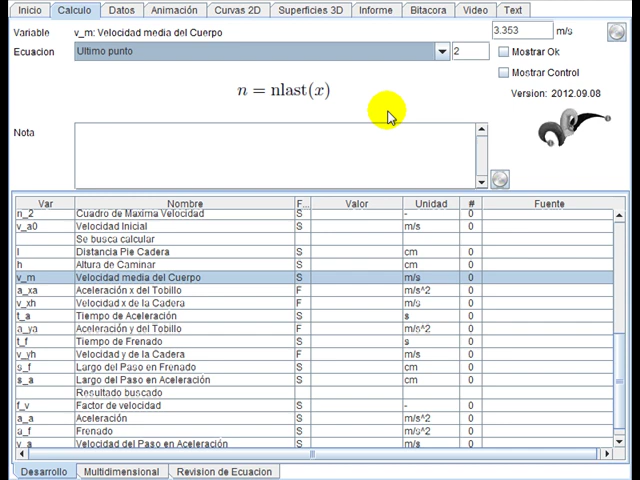 Inicio Calculo Datos Animación Curvas 2D Superficies 3D Informe Bitacora Video Text
Variable v_m: Velocidad media del Cuerpo 3.353 m/s
Ecuacion Ultimo punto 2 Mostrar Ok
Mostrar Control
n = nlast(x)
Version: 2012.09.08
Nota
Var Nombre F... Valor Unidad # Fuente
n_2 Cuadro de Maxima Velocidad S - 0
v_a0 Velocidad Inicial S m/s 0
Se busca calcular
l Distancia Pie Cadera S cm 0
h Altura de Caminar S cm 0
v_m Velocidad media del Cuerpo S m/s 0
a_xa Aceleración x del Tobillo F m/s^2 0
v_xh Velocidad x de la Cadera F m/s 0
t_a Tiempo de Aceleración S s 0
a_ya Aceleración y del Tobillo F m/s^2 0
t_f Tiempo de Frenado S s 0
v_yh Velocidad y de la Cadera F m/s 0
s_f Largo del Paso en Frenado S cm 0
s_a Largo del Paso en Aceleración S cm 0
Resultado buscado
f_v Factor de velocidad S - 0
a_a Aceleración S m/s^2 0
a_f Frenado S m/s^2 0
v_a Velocidad del Paso en Aceleración S m/s 0
Desarrollo Multidimensional Revision de Ecuacion